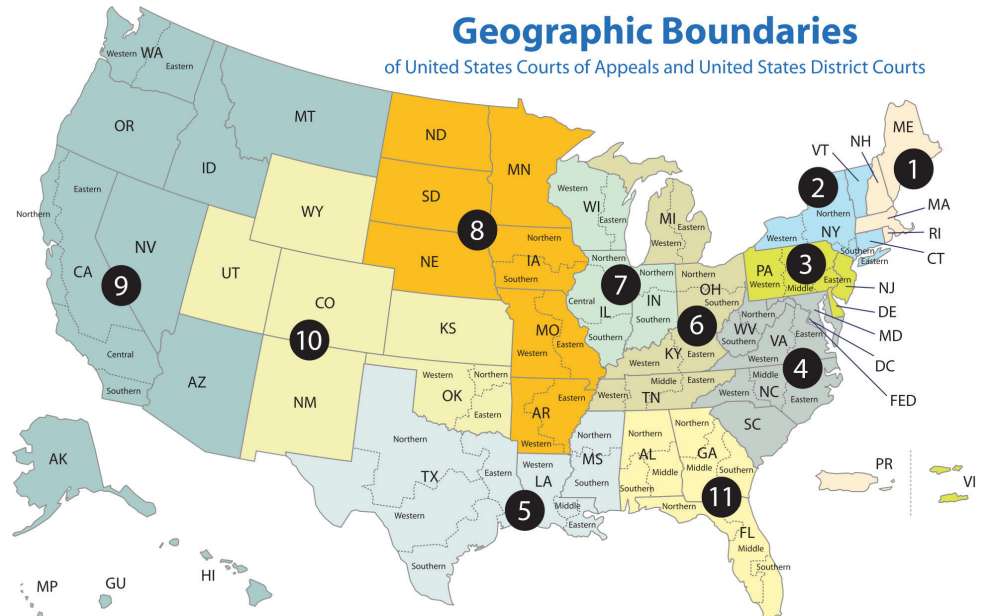 Geographic Boundaries
of United States Courts of Appeals and United States District Courts
WA
Western
Eastern
OR
ID
MT
Eastern
Northern
NV
CA
9
Central
Southern
AZ
AK
HI
MP
GU
WY
UT
CO
10
KS
NM
OK
Western
Northern
Eastern
ND
MN
SD
8
NE
Northern
IA
Southern
MO
Eastern
Western
AR
Eastern
Western
Northern
TX
Eastern
Western
Southern
Western
LA
Middle
Eastern
5
Northern
MS
Southern
Western
WI
Eastern
Northern
7
Central
IL
Southern
Northern
IN
Southern
MI
Eastern
Western
Northern
OH
Southern
6
KY
Western
Eastern
Middle
Eastern
Western
TN
Northern
AL
Middle
Southern
GA
Northern
Middle
Southern
11
Northern
FL
Middle
Southern
Northern
WV
Southern
VA
Eastern
Western
4
Middle
Western
NC
Eastern
SC
PA
3
Western
Middle
Eastern
2
Northern
NY
Western
Southern
Eastern
VT
NH
ME
1
MA
RI
CT
NJ
DE
MD
DC
FED
PR
VI